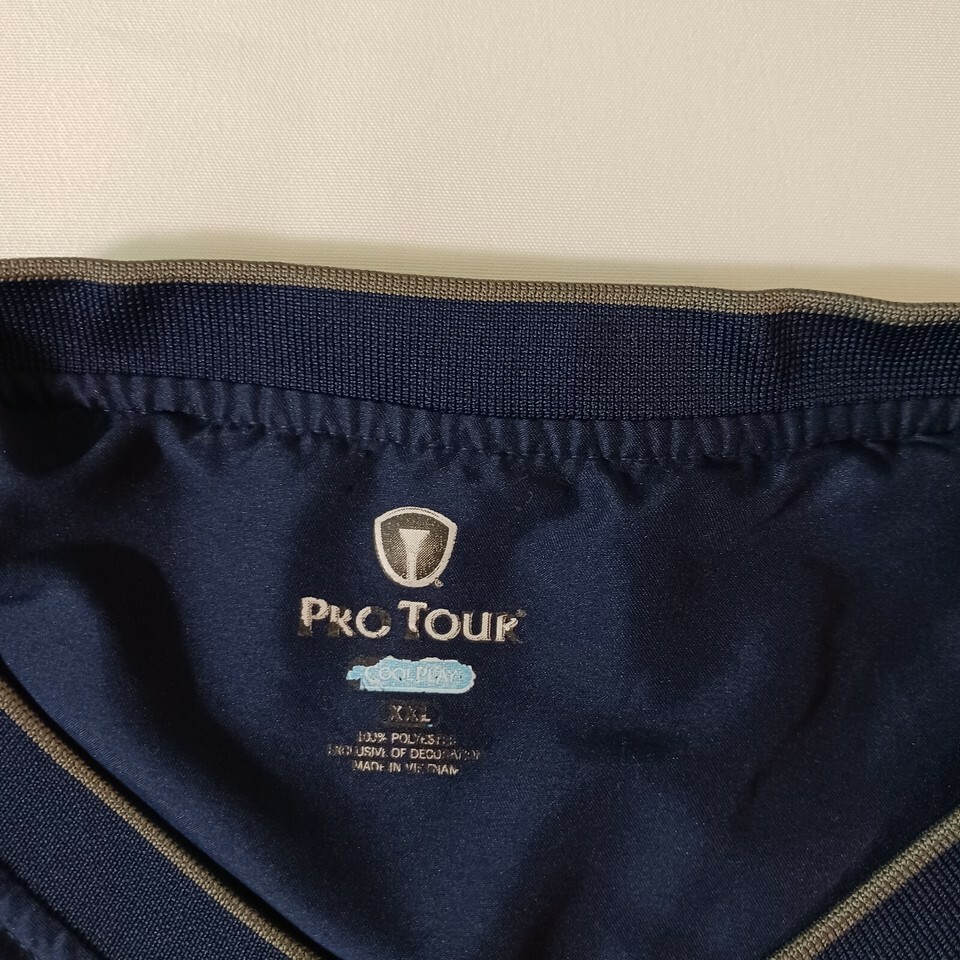 PRO TOUR®
COOLPLAY
XXL
100% POLYESTER
EXCLUSIVE OF DECORATION
MADE IN VIETNAM